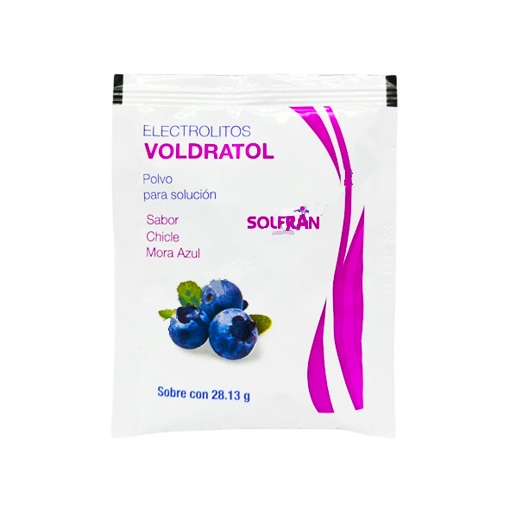 ELECTROLITOS
VOLDRATOL
Polvo
para solución
SOLFRAN
Sabor
Chicle
Mora Azul
Sobre con 28.13 g